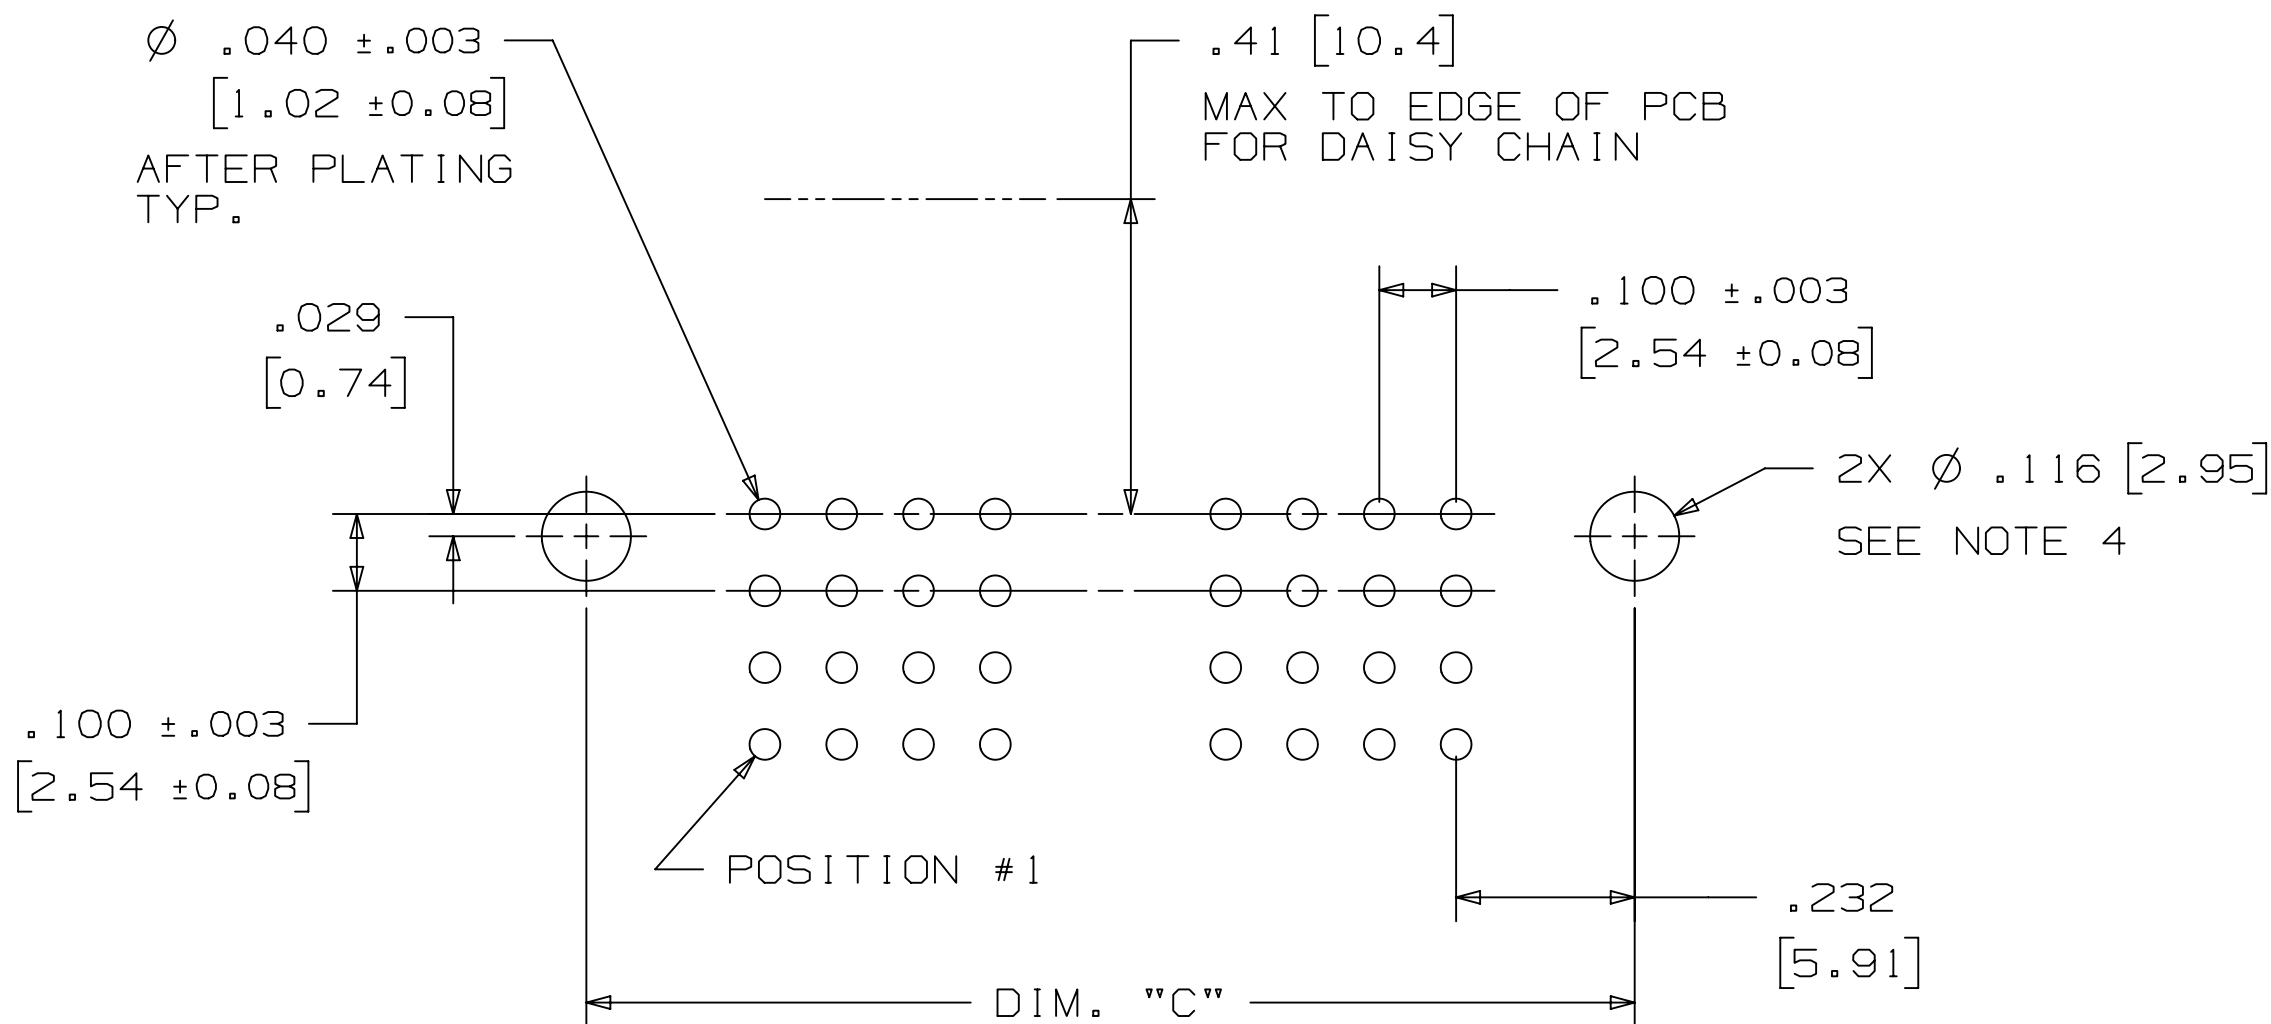 Ø .040 ±.003
[1.02 ±0.08]
AFTER PLATING
TYP.
.41 [10.4]
MAX TO EDGE OF PCB
FOR DAISY CHAIN
.029
[0.74]
.100 ±.003
[2.54 ±0.08]
2X Ø .116 [2.95]
SEE NOTE 4
.100 ±.003
[2.54 ±0.08]
POSITION #1
.232
[5.91]
DIM. "C"